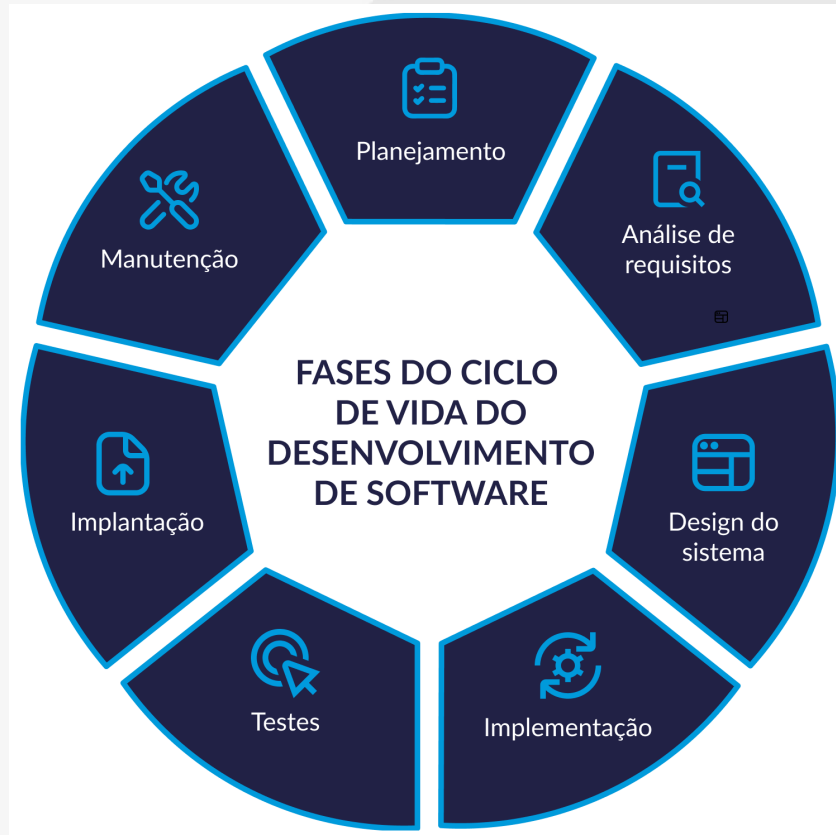 Planejamento
Análise de
requisitos
Design do
sistema
Implementação
Testes
Implantação
Manutenção
FASES DO CICLO
DE VIDA DO
DESENVOLVIMENTO
DE SOFTWARE